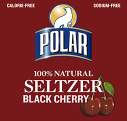 CALORIE-FREE SODIUM-FREE
POLAR
100% NATURAL
SELTZER
BLACK CHERRY